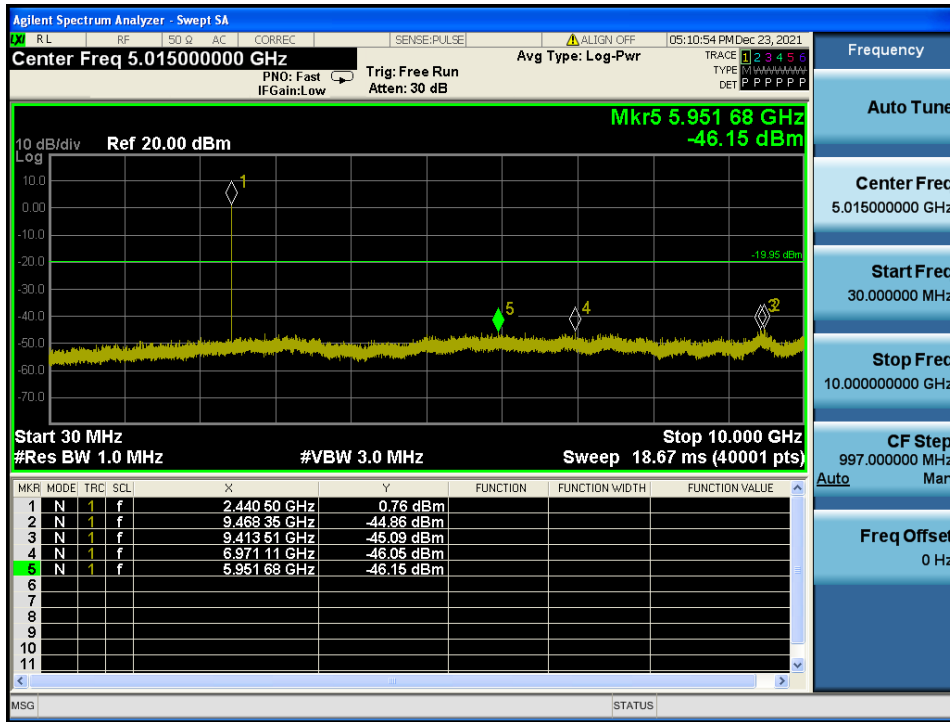 Agilent Spectrum Analyzer - Swept SA
LXI RL RF 50 Ω AC CORREC SENSE:PULSE ALIGN OFF 05:10:54 PM Dec 23, 2021
Center Freq 5.015000000 GHz
PNO: Fast
IFGain:Low
Trig: Free Run
Atten: 30 dB
Avg Type: Log-Pwr
TRACE 1 2 3 4 5 6
TYPE M W W W W W
DET P P P P P P
Mkr5 5.951 68 GHz
-46.15 dBm
10 dB/div Ref 20.00 dBm
Log
10.0
0.00
-10.0
-20.0
-30.0
-40.0
-50.0
-60.0
-70.0
1
-19.95 dBm
5
4
3
2
Start 30 MHz Stop 10.000 GHz
#Res BW 1.0 MHz #VBW 3.0 MHz Sweep 18.67 ms (40001 pts)
MKR MODE TRC SCL X Y FUNCTION FUNCTION WIDTH FUNCTION VALUE
1 N 1 f 2.440 50 GHz 0.76 dBm
2 N 1 f 9.468 35 GHz -44.86 dBm
3 N 1 f 9.413 51 GHz -45.09 dBm
4 N 1 f 6.971 11 GHz -46.05 dBm
5 N 1 f 5.951 68 GHz -46.15 dBm
6
7
8
9
10
11
MSG STATUS
Frequency
Auto Tune
Center Freq
5.015000000 GHz
Start Freq
30.000000 MHz
Stop Freq
10.000000000 GHz
CF Step
997.000000 MHz
Auto Man
Freq Offset
0 Hz